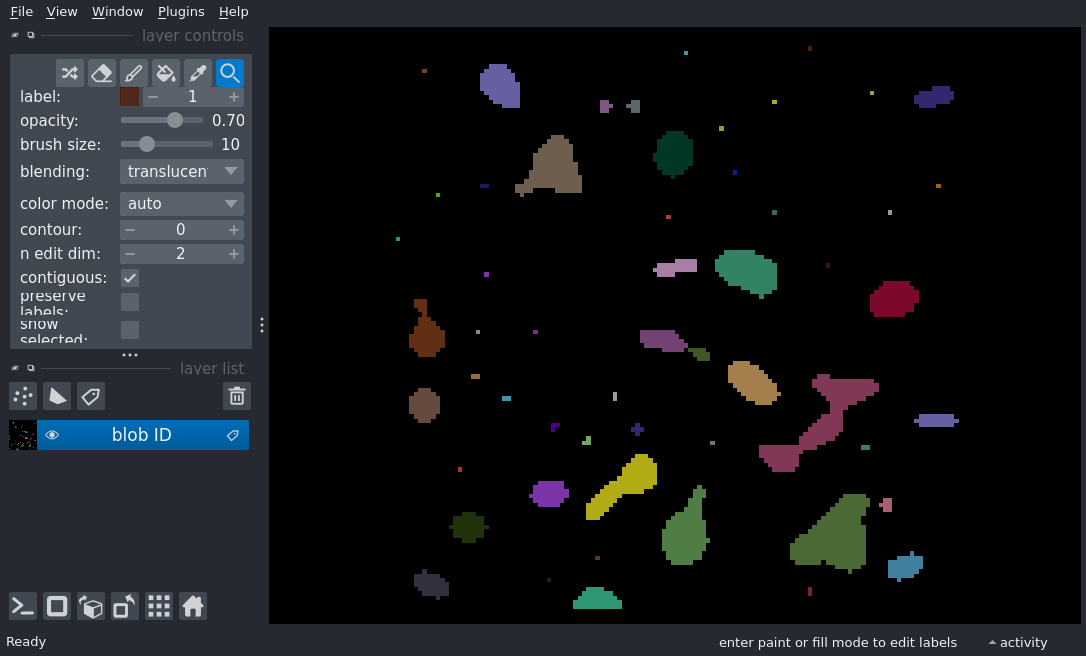 File View Window Plugins Help
layer controls
label: 1
opacity: 0.70
brush size: 10
blending: translucen
color mode: auto
contour: 0
n edit dim: 2
contiguous:
preserve
labels:
show
selected:
layer list
blob ID
Ready enter paint or fill mode to edit labels activity